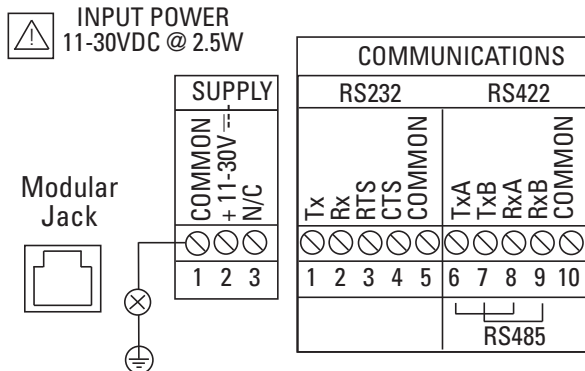 INPUT POWER
11-30VDC @ 2.5W
COMMUNICATIONS
SUPPLY
RS232
RS422
COMMON
+ 11-30V
N/C
Tx
Rx
RTS
CTS
COMMON
TxA
TxB
RxA
RxB
COMMON
Modular
Jack
1 2 3
1 2 3 4 5 6 7 8 9 10
RS485